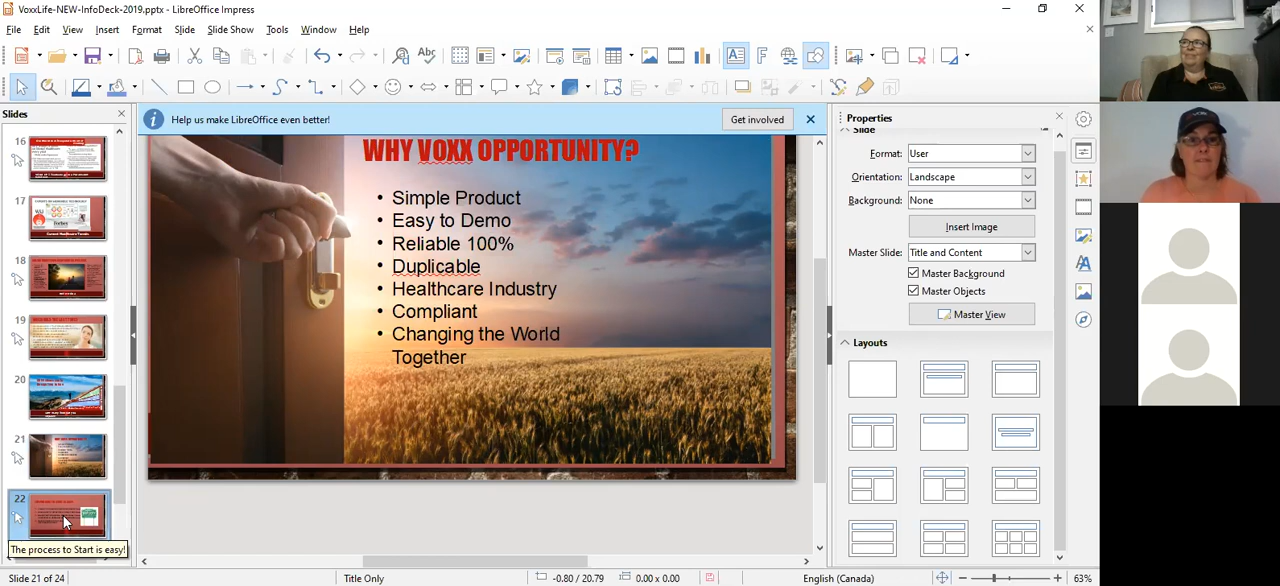 VoxxLife-NEW-InfoDeck-2019.pptx - LibreOffice Impress
File Edit View Insert Format Slide Slide Show Tools Window Help
Slides
Help us make LibreOffice even better!
Get involved
Properties
16
17
18
19
20
21
22
The process to Start is easy!
WHY VOXX OPPORTUNITY?
• Simple Product
• Easy to Demo
• Reliable 100%
• Duplicable
• Healthcare Industry
• Compliant
• Changing the World
Together
Slide
Format: User
Orientation: Landscape
Background: None
Insert Image
Master Slide: Title and Content
Master Background
Master Objects
Master View
Layouts
Slide 21 of 24
Title Only
-0.80 / 20.79
0.00 x 0.00
English (Canada)
63%